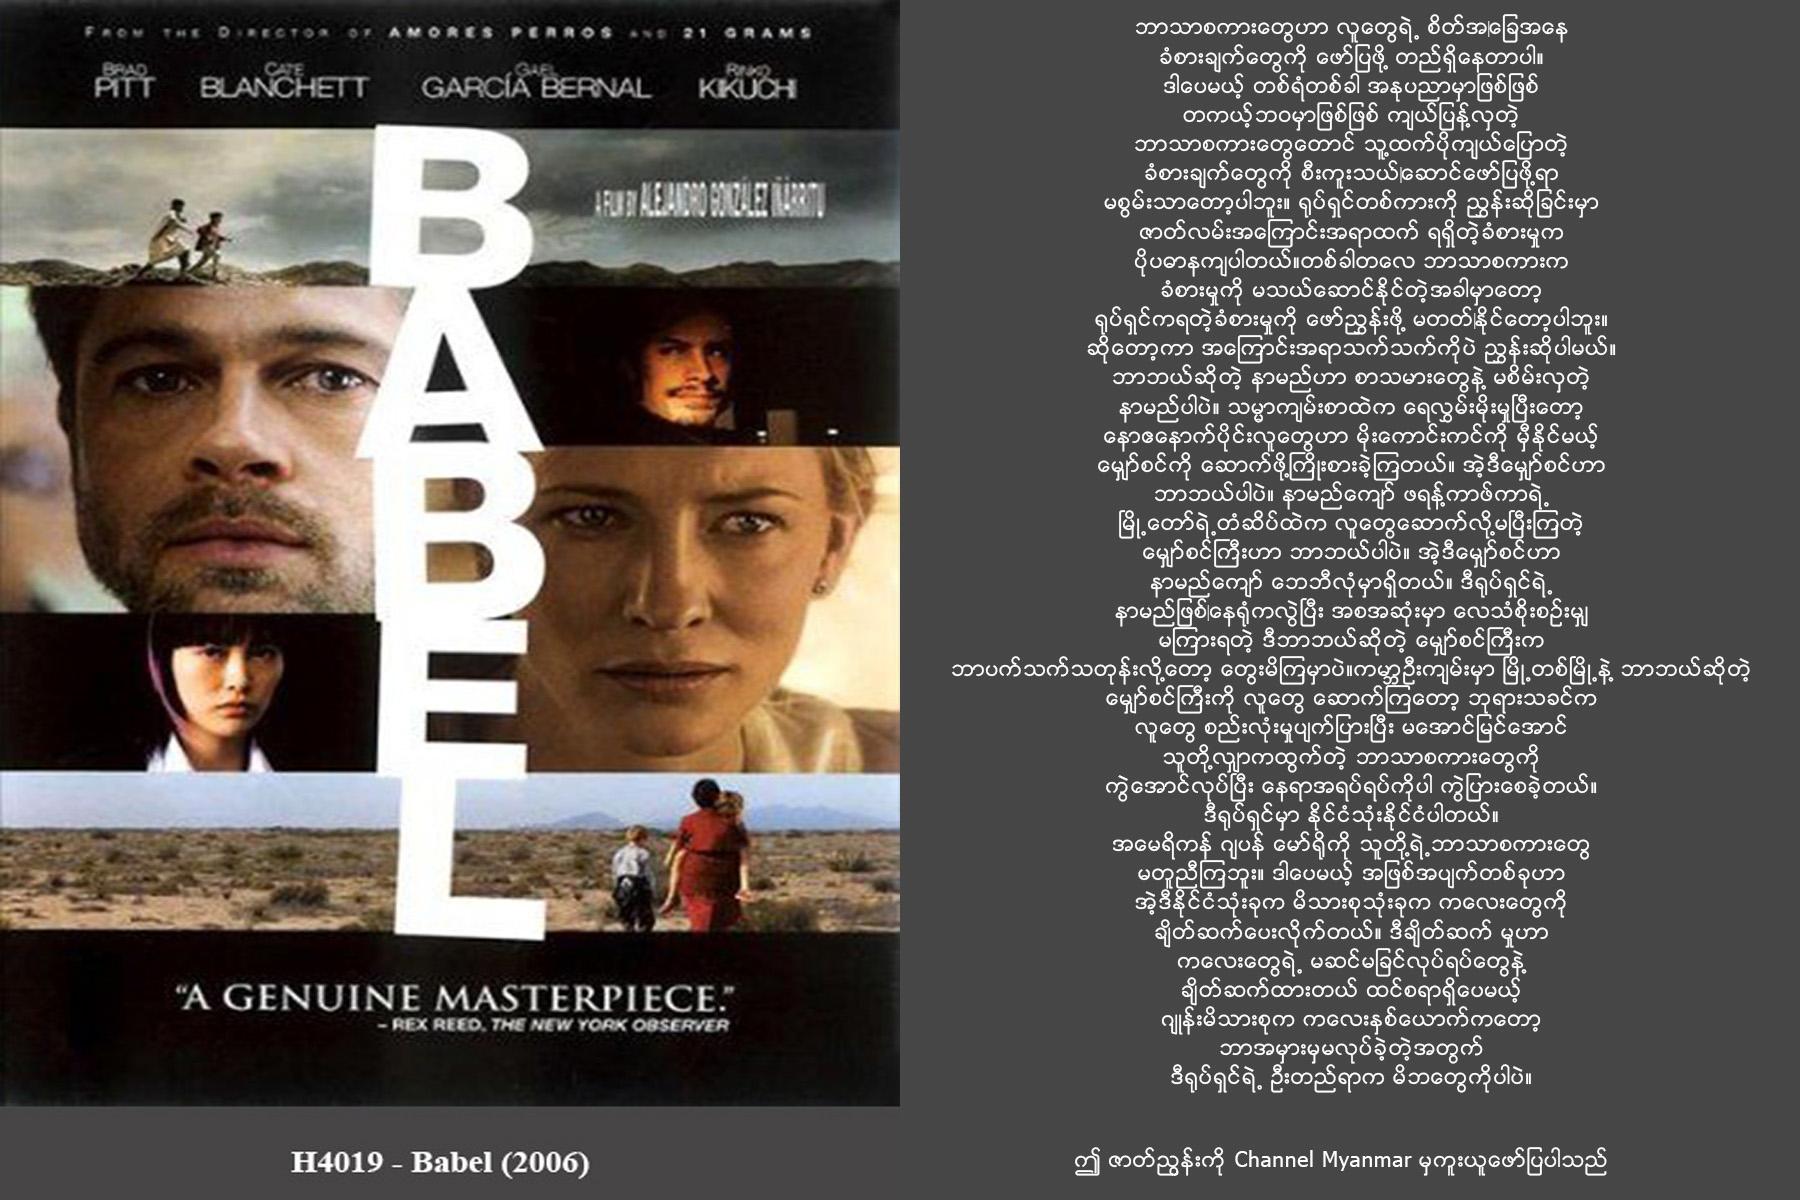 FROM THE DIRECTOR OF AMORES PERROS AND 21 GRAMS
BRAD PITT CATE BLANCHETT GAEL GARCÍA BERNAL RINKO KIKUCHI
BABEL
A FILM BY ALEJANDRO GONZÁLEZ IÑÁRRITU
"A GENUINE MASTERPIECE."
– REX REED, THE NEW YORK OBSERVER
H4019 - Babel (2006)
ဘာသာစကားတွေဟာ လူတွေရဲ့ စိတ်အခြေအနေ
ခံစားချက်တွေကို ဖော်ပြဖို့ တည်ရှိနေတာပါ။
ဒါပေမယ့် တစ်ရံတစ်ခါ အနုပညာမှာဖြစ်ဖြစ်
တကယ့်ဘဝမှာဖြစ်ဖြစ် ကျယ်ပြန့်လှတဲ့
ဘာသာစကားတွေတောင် သူ့ထက်ပိုကျယ်ပြောတဲ့
ခံစားချက်တွေကို စီးကူးသယ်ဆောင်ဖော်ပြဖို့ရာ
မစွမ်းသာတော့ပါဘူး။ ရုပ်ရှင်တစ်ကားကို ညွှန်းဆိုခြင်းမှာ
ဇာတ်လမ်းအကြောင်းအရာထက် ရရှိတဲ့ခံစားမှုက
ပိုပဓာနကျပါတယ်။တစ်ခါတလေ ဘာသာစကားက
ခံစားမှုကို မသယ်ဆောင်နိုင်တဲ့အခါမှာတော့
ရုပ်ရှင်ကရတဲ့ခံစားမှုကို ဖော်ညွှန်းဖို့ မတတ်နိုင်တော့ပါဘူး။
ဆိုတော့ကာ အကြောင်းအရာသက်သက်ကိုပဲ ညွှန်းဆိုပါမယ်။
ဘာဘယ်ဆိုတဲ့ နာမည်ဟာ စာသမားတွေနဲ့ မစိမ်းလှတဲ့
နာမည်ပါပဲ။ သမ္မာကျမ်းစာထဲက ရေလွှမ်းမိုးမှုပြီးတော့
နောဧနောက်ပိုင်းလူတွေဟာ မိုးကောင်းကင်ကို မှီနိုင်မယ့်
မျှော်စင်ကို ဆောက်ဖို့ကြိုးစားခဲ့ကြတယ်။ အဲ့ဒီမျှော်စင်ဟာ
ဘာဘယ်ပါပဲ။ နာမည်ကျော် ဖရန့်ကာဖ်ကာရဲ့
မြို့တော်ရဲ့တံဆိပ်ထဲက လူတွေဆောက်လို့မပြီးကြတဲ့
မျှော်စင်ကြီးဟာ ဘာဘယ်ပါပဲ။ အဲ့ဒီမျှော်စင်ဟာ
နာမည်ကျော် ဘေဘီလုံမှာရှိတယ်။ ဒီရုပ်ရှင်ရဲ့
နာမည်ဖြစ်နေရုံကလွဲပြီး အစအဆုံးမှာ လေသံစိုးစဉ်းမျှ
မကြားရတဲ့ ဒီဘာဘယ်ဆိုတဲ့ မျှော်စင်ကြီးက
ဘာပက်သက်သတုန်းလို့တော့ တွေးမိကြမှာပဲ။ကမ္ဘာဦးကျမ်းမှာ မြို့တစ်မြို့နဲ့ ဘာဘယ်ဆိုတဲ့
မျှော်စင်ကြီးကို လူတွေ ဆောက်ကြတော့ ဘုရားသခင်က
လူတွေ စည်းလုံးမှုပျက်ပြားပြီး မအောင်မြင်အောင်
သူတို့လျှာကထွက်တဲ့ ဘာသာစကားတွေကို
ကွဲအောင်လုပ်ပြီး နေရာအရပ်ရပ်ကိုပါ ကွဲပြားစေခဲ့တယ်။
ဒီရုပ်ရှင်မှာ နိုင်ငံသုံးနိုင်ငံပါတယ်။
အမေရိကန် ဂျပန် မော်ရိုကို သူတို့ရဲ့ဘာသာစကားတွေ
မတူညီကြဘူး။ ဒါပေမယ့် အဖြစ်အပျက်တစ်ခုဟာ
အဲ့ဒီနိုင်ငံသုံးခုက မိသားစုသုံးခုက ကလေးတွေကို
ချိတ်ဆက်ပေးလိုက်တယ်။ ဒီချိတ်ဆက် မှုဟာ
ကလေးတွေရဲ့ မဆင်မခြင်လုပ်ရပ်တွေနဲ့
ချိတ်ဆက်ထားတယ် ထင်စရာရှိပေမယ့်
ဂျုန်းမိသားစုက ကလေးနှစ်ယောက်ကတော့
ဘာအမှားမှမလုပ်ခဲ့တဲ့အတွက်
ဒီရုပ်ရှင်ရဲ့ ဦးတည်ရာက မိဘတွေကိုပါပဲ။
ဤ ဇာတ်ညွှန်းကို Channel Myanmar မှကူးယူဖော်ပြပါသည်